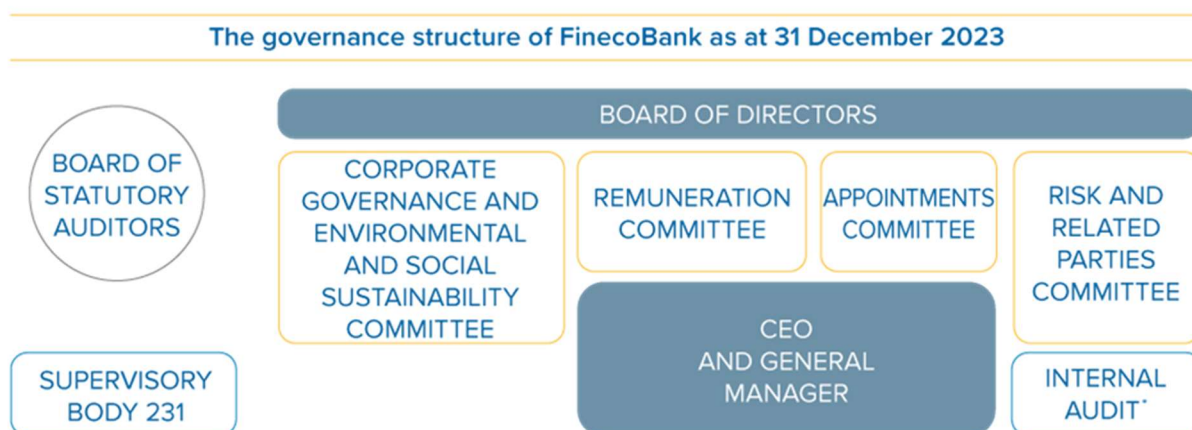 The governance structure of FinecoBank as at 31 December 2023
BOARD OF DIRECTORS
BOARD OF
STATUTORY
AUDITORS
CORPORATE
GOVERNANCE AND
ENVIRONMENTAL
AND SOCIAL
SUSTAINABILITY
COMMITTEE
REMUNERATION
COMMITTEE
APPOINTMENTS
COMMITTEE
RISK AND
RELATED
PARTIES
COMMITTEE
CEO
AND GENERAL
MANAGER
SUPERVISORY
BODY 231
INTERNAL
AUDIT*